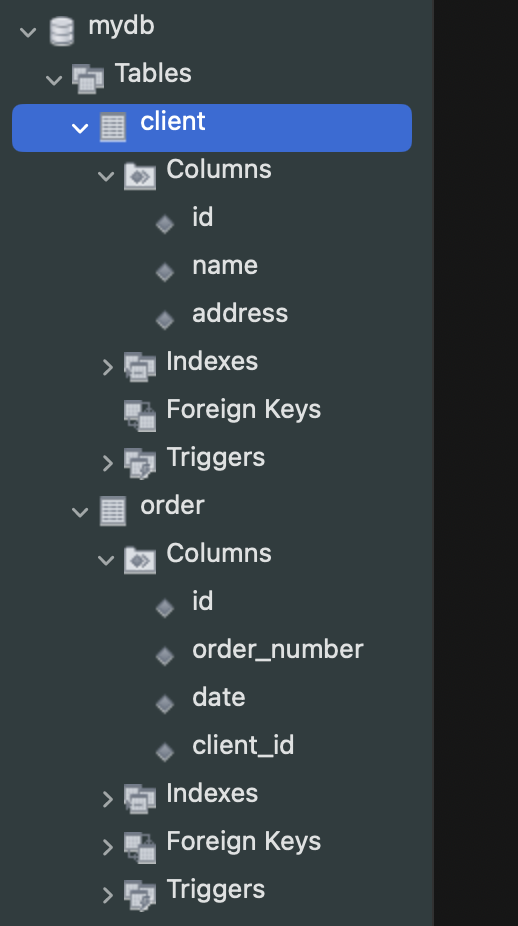 mydb
Tables
client
Columns
id
name
address
Indexes
Foreign Keys
Triggers
order
Columns
id
order_number
date
client_id
Indexes
Foreign Keys
Triggers